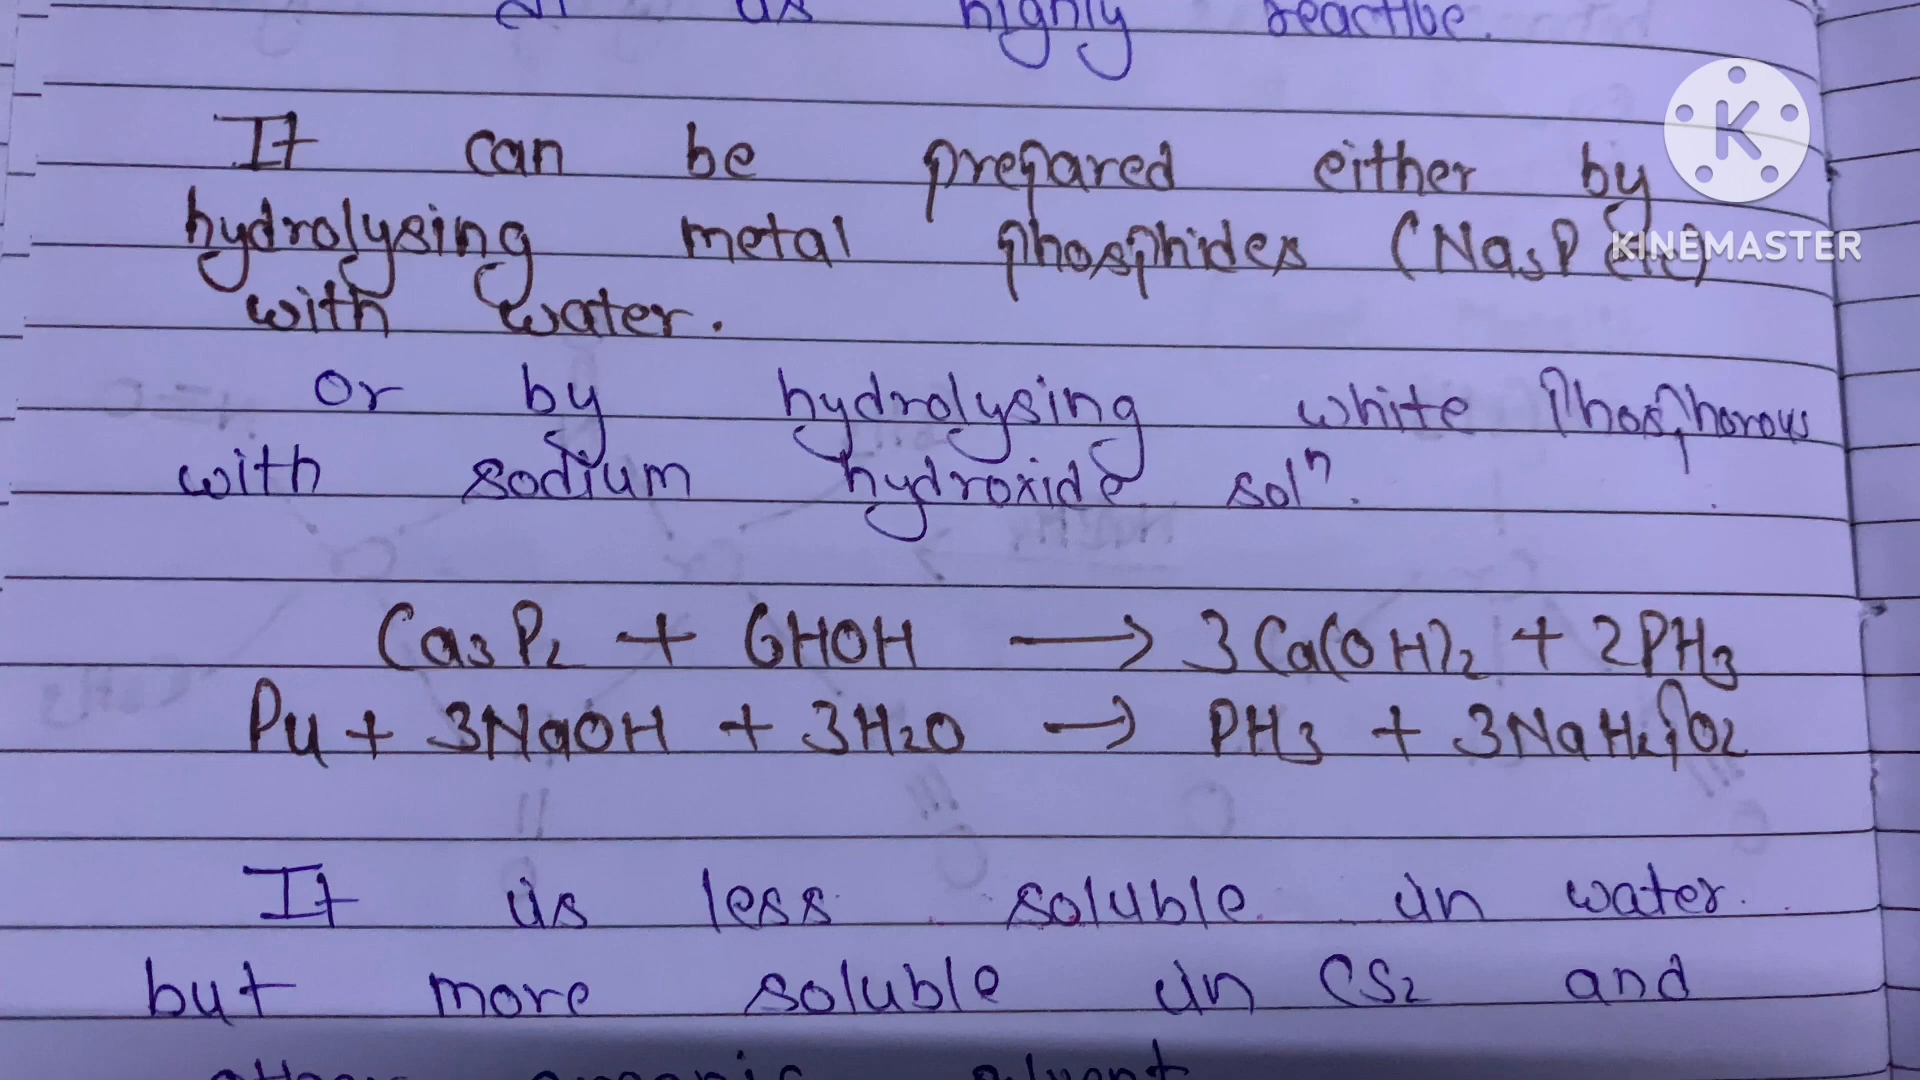 is highly reactive.
It can be prepared either by
hydrolysing metal phosphides (Na3P etc)
with water.
or by hydrolysing white Phosphorous
with sodium hydroxide solⁿ.
Ca3P2 + 6HOH → 3Ca(OH)2 + 2PH3
P4 + 3NaOH + 3H2O → PH3 + 3NaH2PO2
It is less soluble in water.
but more soluble in CS2 and
organic
K
KINEMASTER